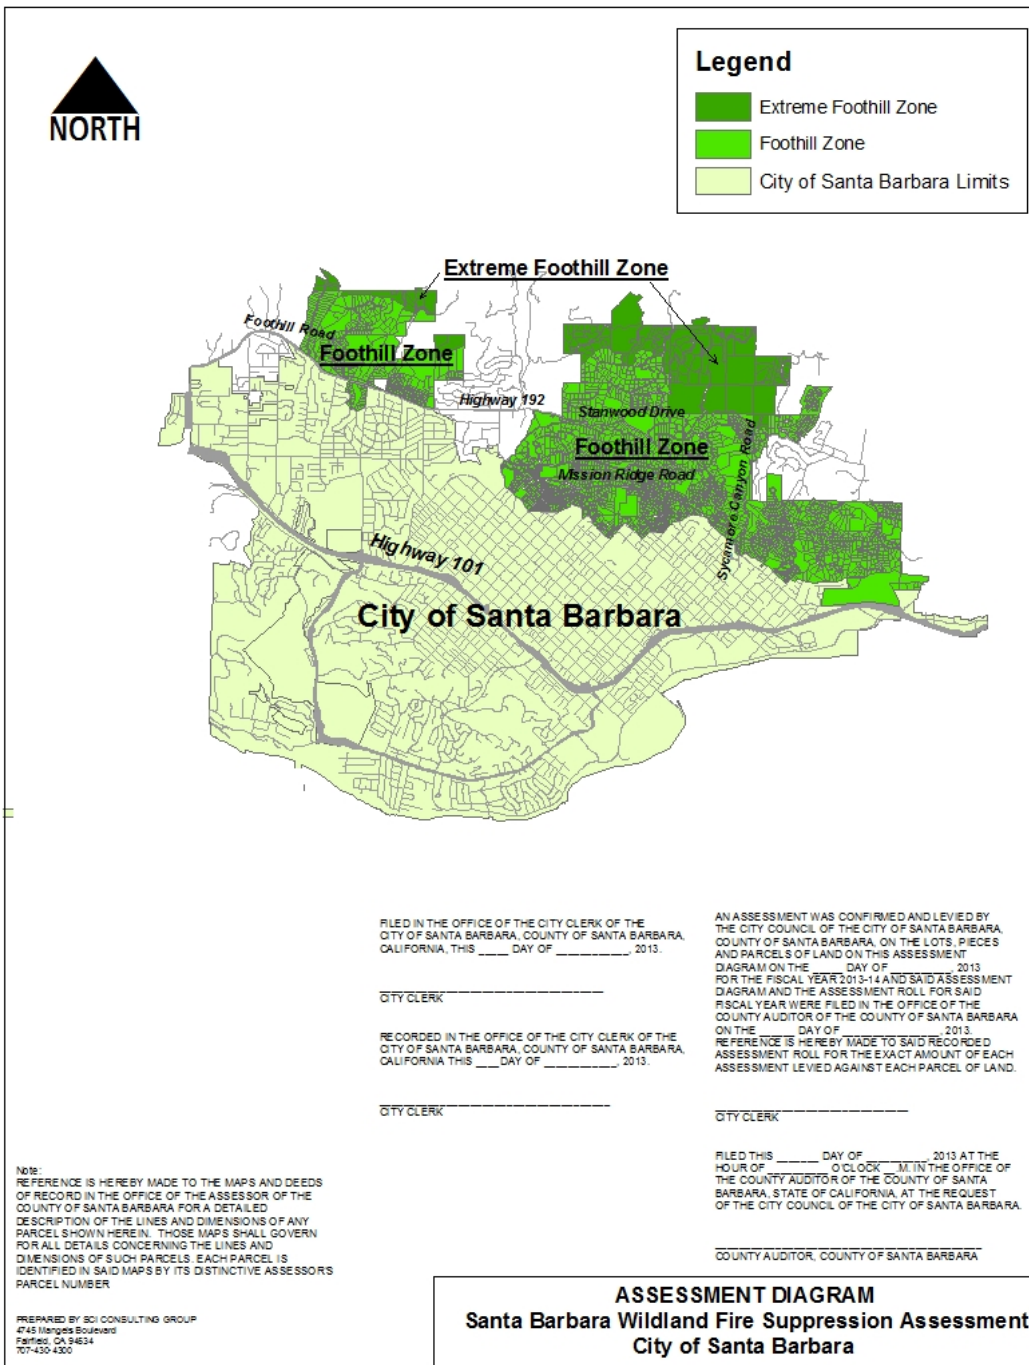 NORTH
Legend
Extreme Foothill Zone
Foothill Zone
City of Santa Barbara Limits
Extreme Foothill Zone
Foothill Road
Foothill Zone
Highway 192
Stanwood Drive
Foothill Zone
Mission Ridge Road
Sycamore Canyon Road
Highway 101
City of Santa Barbara
FILED IN THE OFFICE OF THE CITY CLERK OF THE
CITY OF SANTA BARBARA, COUNTY OF SANTA BARBARA,
CALIFORNIA, THIS _____ DAY OF ____________, 2013.
CITY CLERK
RECORDED IN THE OFFICE OF THE CITY CLERK OF THE
CITY OF SANTA BARBARA, COUNTY OF SANTA BARBARA,
CALIFORNIA THIS ____ DAY OF ____________, 2013.
CITY CLERK
AN ASSESSMENT WAS CONFIRMED AND LEVIED BY
THE CITY COUNCIL OF THE CITY OF SANTA BARBARA,
COUNTY OF SANTA BARBARA, ON THE LOTS, PIECES
AND PARCELS OF LAND ON THIS ASSESSMENT
DIAGRAM ON THE _____ DAY OF __________, 2013
FOR THE FISCAL YEAR 2013-14 AND SAID ASSESSMENT
DIAGRAM AND THE ASSESSMENT ROLL FOR SAID
FISCAL YEAR WERE FILED IN THE OFFICE OF THE
COUNTY AUDITOR OF THE COUNTY OF SANTA BARBARA
ON THE ______ DAY OF ________________, 2013.
REFERENCE IS HEREBY MADE TO SAID RECORDED
ASSESSMENT ROLL FOR THE EXACT AMOUNT OF EACH
ASSESSMENT LEVIED AGAINST EACH PARCEL OF LAND.
CITY CLERK
FILED THIS _______ DAY OF __________, 2013 AT THE
HOUR OF __________ O'CLOCK __.M. IN THE OFFICE OF
THE COUNTY AUDITOR OF THE COUNTY OF SANTA
BARBARA, STATE OF CALIFORNIA, AT THE REQUEST
OF THE CITY COUNCIL OF THE CITY OF SANTA BARBARA.
COUNTY AUDITOR, COUNTY OF SANTA BARBARA
Note:
REFERENCE IS HEREBY MADE TO THE MAPS AND DEEDS
OF RECORD IN THE OFFICE OF THE ASSESSOR OF THE
COUNTY OF SANTA BARBARA FOR A DETAILED
DESCRIPTION OF THE LINES AND DIMENSIONS OF ANY
PARCEL SHOWN HEREIN. THOSE MAPS SHALL GOVERN
FOR ALL DETAILS CONCERNING THE LINES AND
DIMENSIONS OF SUCH PARCELS. EACH PARCEL IS
IDENTIFIED IN SAID MAPS BY ITS DISTINCTIVE ASSESSOR'S
PARCEL NUMBER
PREPARED BY SCI CONSULTING GROUP
4745 Mangels Boulevard
Fairfield, CA 94534
707-430-4300
ASSESSMENT DIAGRAM
Santa Barbara Wildland Fire Suppression Assessment
City of Santa Barbara